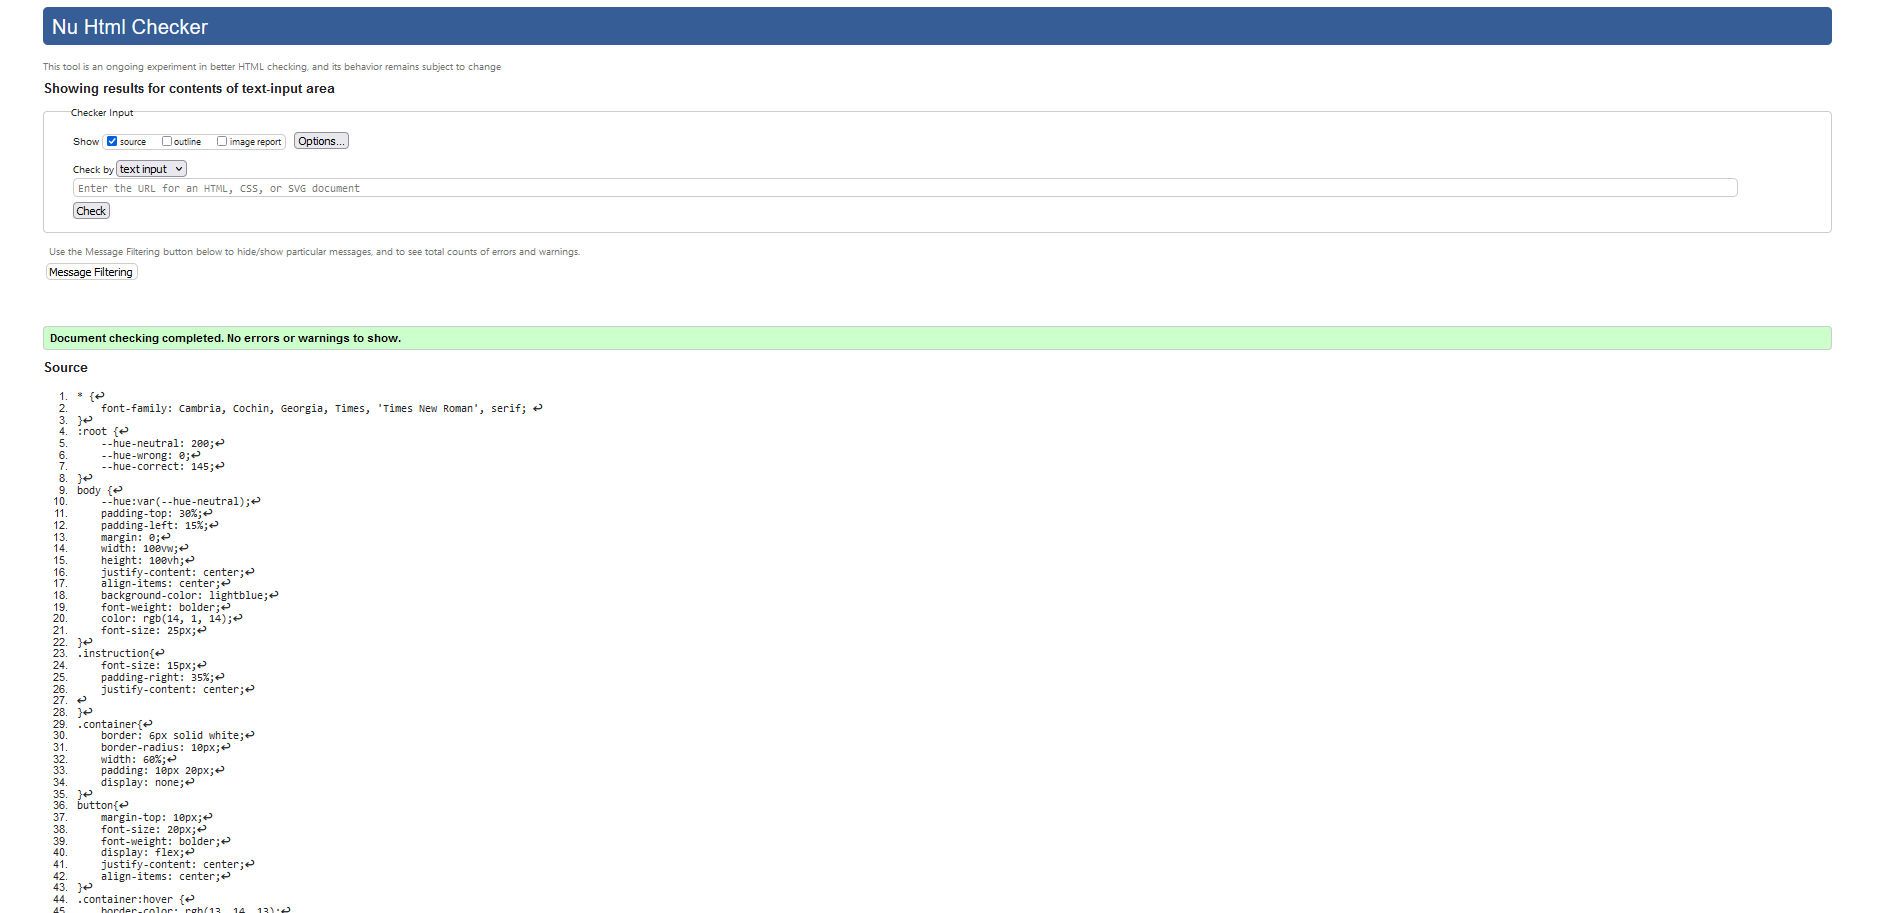 Nu Html Checker
This tool is an ongoing experiment in better HTML checking, and its behavior remains subject to change
Showing results for contents of text-input area
Checker Input
Show source outline image report Options...
Check by text input
Enter the URL for an HTML, CSS, or SVG document
Check
Use the Message Filtering button below to hide/show particular messages, and to see total counts of errors and warnings.
Message Filtering
Document checking completed. No errors or warnings to show.
Source
1. * {↩
2. font-family: Cambria, Cochin, Georgia, Times, 'Times New Roman', serif; ↩
3. }↩
4. :root {↩
5. --hue-neutral: 200;↩
6. --hue-wrong: 0;↩
7. --hue-correct: 145;↩
8. }↩
9. body {↩
10. --hue:var(--hue-neutral);↩
11. padding-top: 30%;↩
12. padding-left: 15%;↩
13. margin: 0;↩
14. width: 100vw;↩
15. height: 100vh;↩
16. justify-content: center;↩
17. align-items: center;↩
18. background-color: lightblue;↩
19. font-weight: bolder;↩
20. color: rgb(14, 1, 14);↩
21. font-size: 25px;↩
22. }↩
23. .instruction{↩
24. font-size: 15px;↩
25. padding-right: 35%;↩
26. justify-content: center;↩
27. ↩
28. }↩
29. .container{↩
30. border: 6px solid white;↩
31. border-radius: 10px;↩
32. width: 60%;↩
33. padding: 10px 20px;↩
34. display: none;↩
35. }↩
36. button{↩
37. margin-top: 10px;↩
38. font-size: 20px;↩
39. font-weight: bolder;↩
40. display: flex;↩
41. justify-content: center;↩
42. align-items: center;↩
43. }↩
44. .container:hover {↩
45. border-color: rgb(13, 14, 13);↩